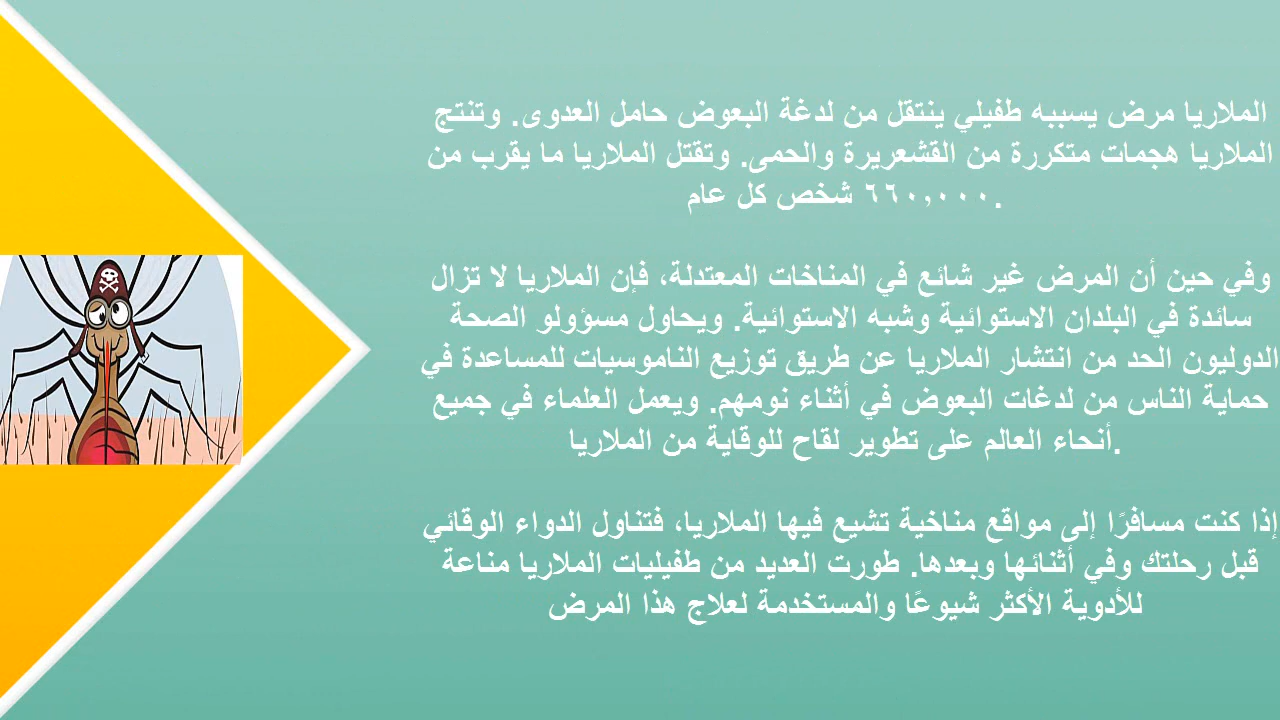 الملاريا مرض يسببه طفيلي ينتقل من لدغة البعوض حامل العدوى. وتنتج
الملاريا هجمات متكررة من القشعريرة والحمى. وتقتل الملاريا ما يقرب من
٦٦٠,٠٠٠ شخص كل عام.
وفي حين أن المرض غير شائع في المناخات المعتدلة، فإن الملاريا لا تزال
سائدة في البلدان الاستوائية وشبه الاستوائية. ويحاول مسؤولو الصحة
الدوليون الحد من انتشار الملاريا عن طريق توزيع الناموسيات للمساعدة في
حماية الناس من لدغات البعوض في أثناء نومهم. ويعمل العلماء في جميع
أنحاء العالم على تطوير لقاح للوقاية من الملاريا.
إذا كنت مسافرًا إلى مواقع مناخية تشيع فيها الملاريا، فتناول الدواء الوقائي
قبل رحلتك وفي أثنائها وبعدها. طورت العديد من طفيليات الملاريا مناعة
للأدوية الأكثر شيوعًا والمستخدمة لعلاج هذا المرض